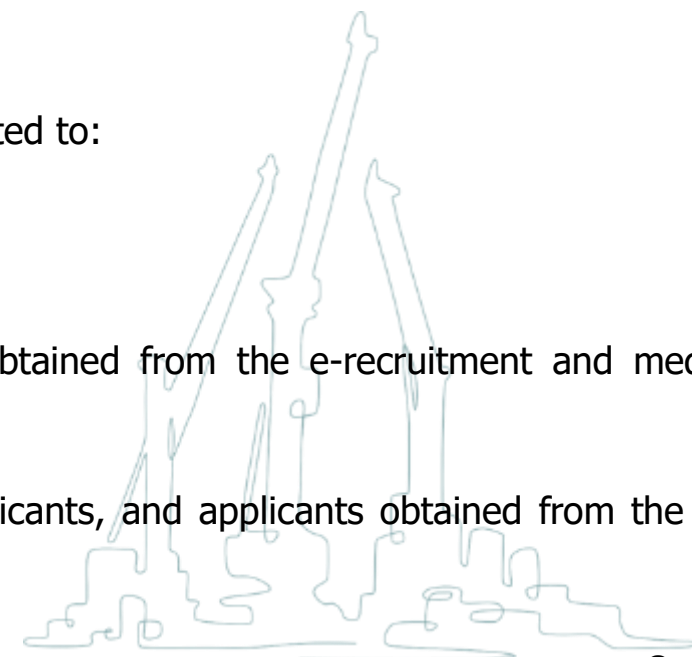 ted to:
btained from the e-recruitment and med
icants, and applicants obtained from the